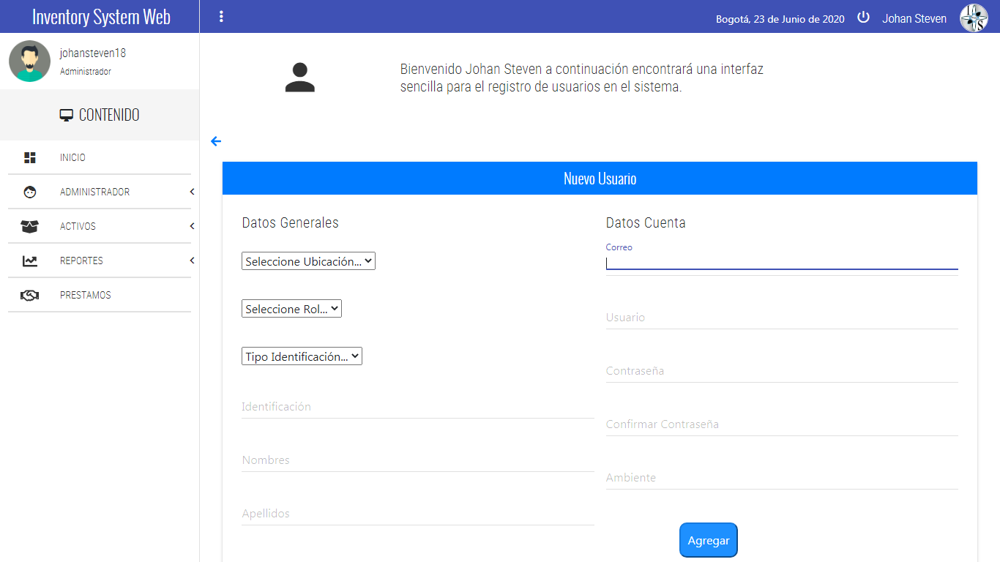 Inventory System Web
Bogotá, 23 de Junio de 2020
Johan Steven
johansteven18
Administrador
CONTENIDO
INICIO
ADMINISTRADOR
ACTIVOS
REPORTES
PRESTAMOS
Bienvenido Johan Steven a continuación encontrará una interfaz
sencilla para el registro de usuarios en el sistema.
Nuevo Usuario
Datos Generales
Seleccione Ubicación...
Seleccione Rol...
Tipo Identificación...
Identificación
Nombres
Apellidos
Datos Cuenta
Correo
Usuario
Contraseña
Confirmar Contraseña
Ambiente
Agregar